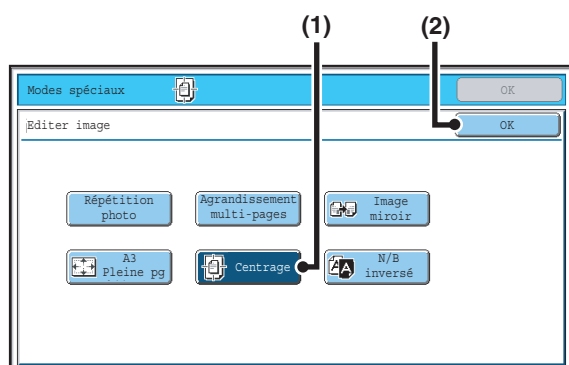 (1) (2)
Modes spéciaux OK
Editer image OK
Répétition
photo
Agrandissement
multi-pages
Image
miroir
A3
Pleine pg
Centrage
N/B
inversé